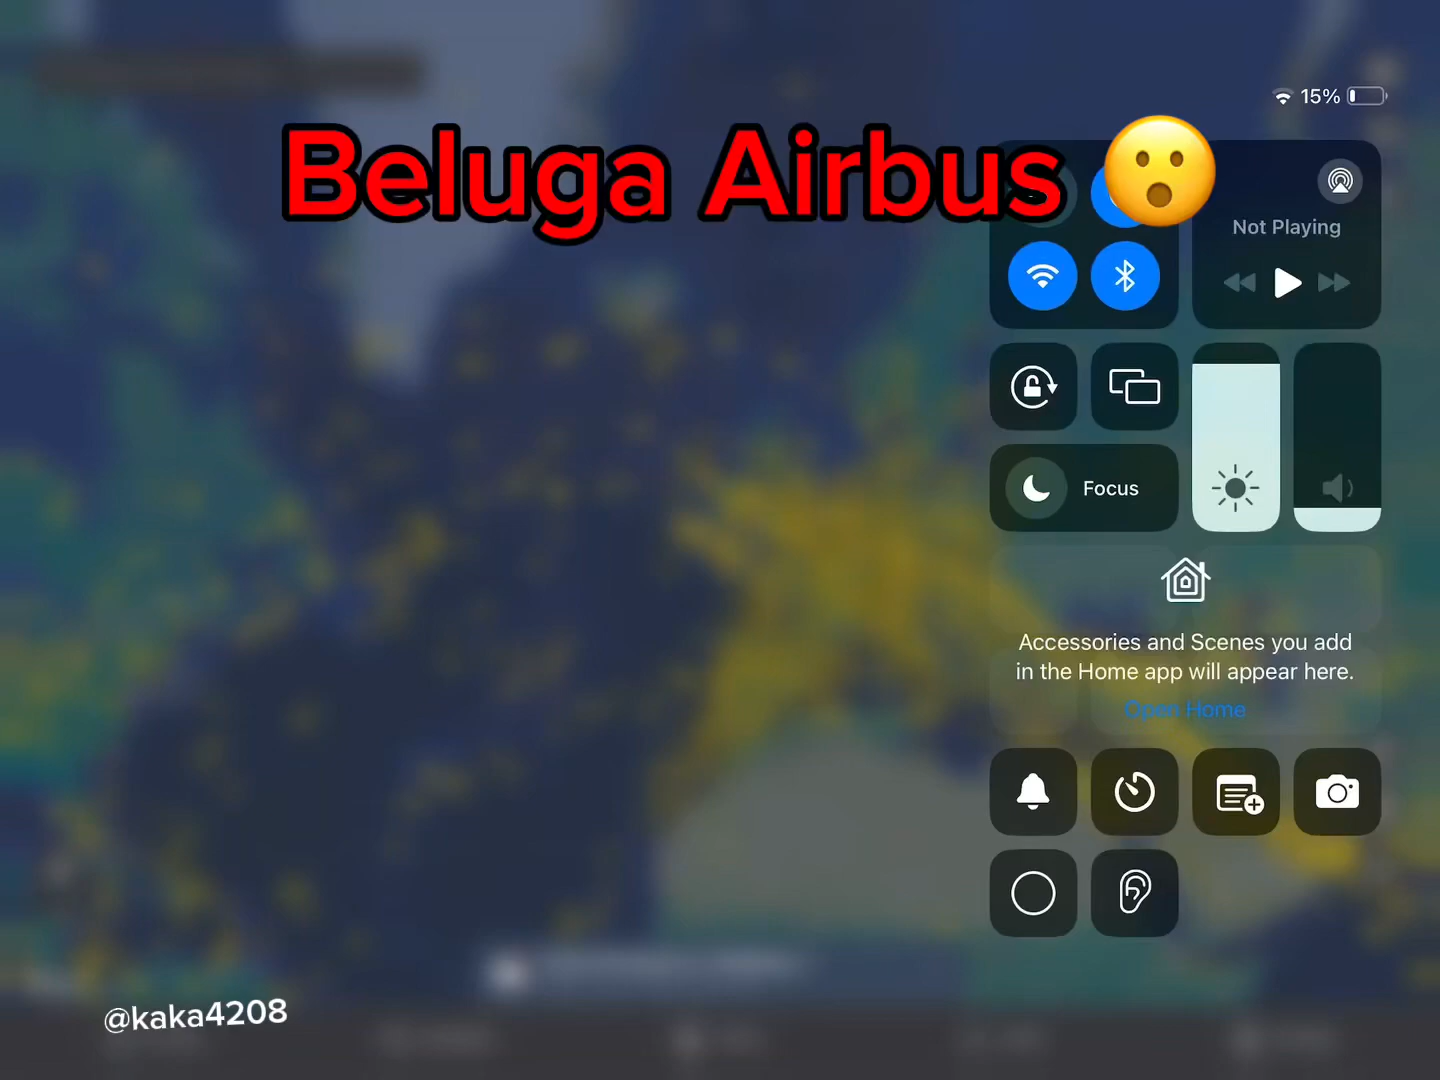 15%
Beluga Airbus 😮
Not Playing
Focus
Accessories and Scenes you add
in the Home app will appear here.
Open Home
@kaka4208